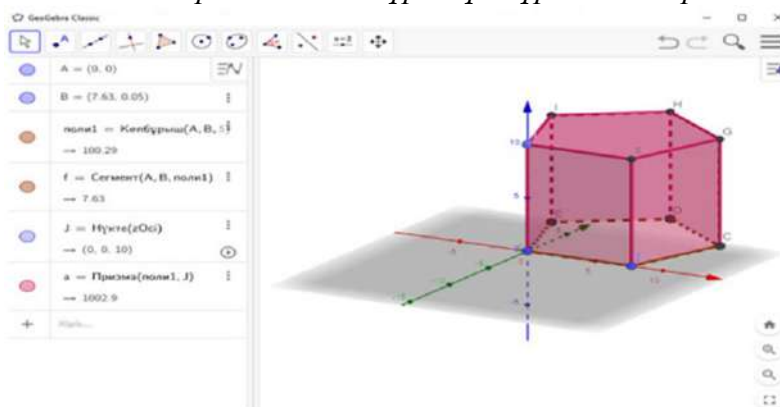 GeoGebra Classic
A = (0, 0)
B = (7.63, 0.05)
поли1 = Көпбұрыш(A, B, 5)
→ 100.29
f = Сегмент(A, B, поли1)
→ 7.63
J = Нүкте(zOci)
→ (0, 0, 10)
a = Призма(поли1, J)
→ 1002.9
I
H
G
10
5
D
C
10